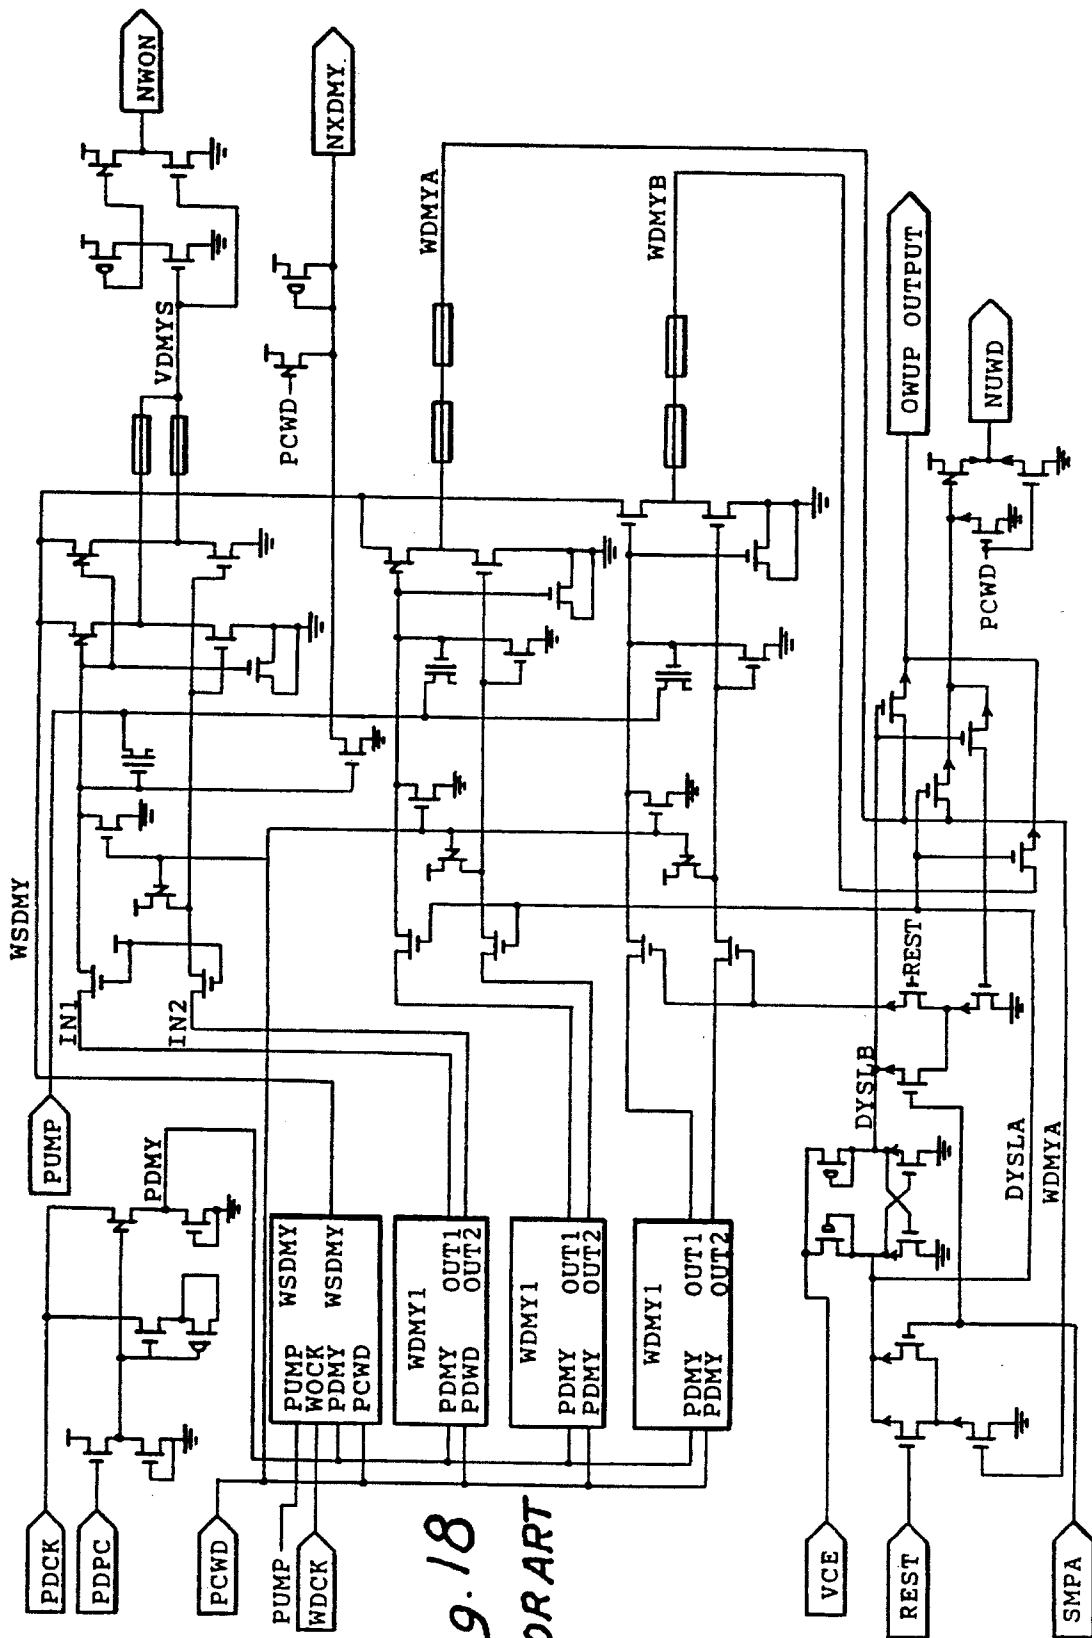 NWON
NXDMY
VDMYS
PCWD
WDMYA
WDMYB
OWUP OUTPUT
NUWD
PCWD
WSDMY
IN1
IN2
REST
DYSLB
DYSLA
WDMYA
PUMP
PDMY
WSDMY
WSDMY
PUMP
WOCK
PDMY
PCWD
WDMY1
OUT1
OUT2
PDMY
PDWD
WDMY1
OUT1
OUT2
PDMY
PDMY
WDMY1
OUT1
OUT2
PDMY
PDMY
PDCK
PDPC
PCWD
PUMP
WDCK
VCE
REST
SMPA
9.18
OR ART